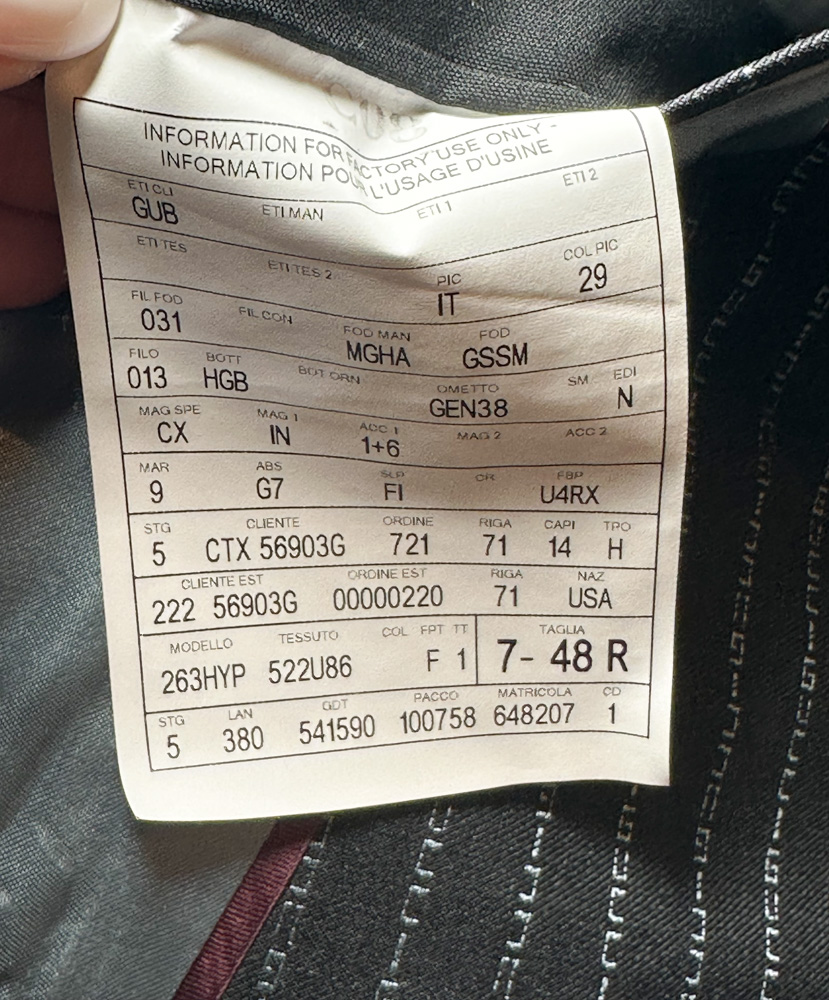 INFORMATION FOR FACTORY USE ONLY -
INFORMATION POUR L'USAGE D'USINE
ETI CLI ETI MAN ETI 1 ETI 2
GUB
ETI TES ETI TES 2 PIC COL PIC
IT 29
FIL FOD FIL CON FOD MAN FOD
031 MGHA GSSM
FILO BOTT BOT ORN OMETTO SM EDI
013 HGB GEN38 N
MAG SPE MAG 1 ACC 1 MAG 2 ACC 2
CX IN 1+6
MAR ABS SLP CR FBP
9 G7 FI U4RX
STG CLIENTE ORDINE RIGA CAPI TPO
5 CTX 56903G 721 71 14 H
CLIENTE EST ORDINE EST RIGA NAZ
222 56903G 00000220 71 USA
MODELLO TESSUTO COL FPT TT TAGLIA
263HYP 522U86 F 1 7- 48 R
STG LAN GDT PACCO MATRICOLA CD
5 380 541590 100758 648207 1